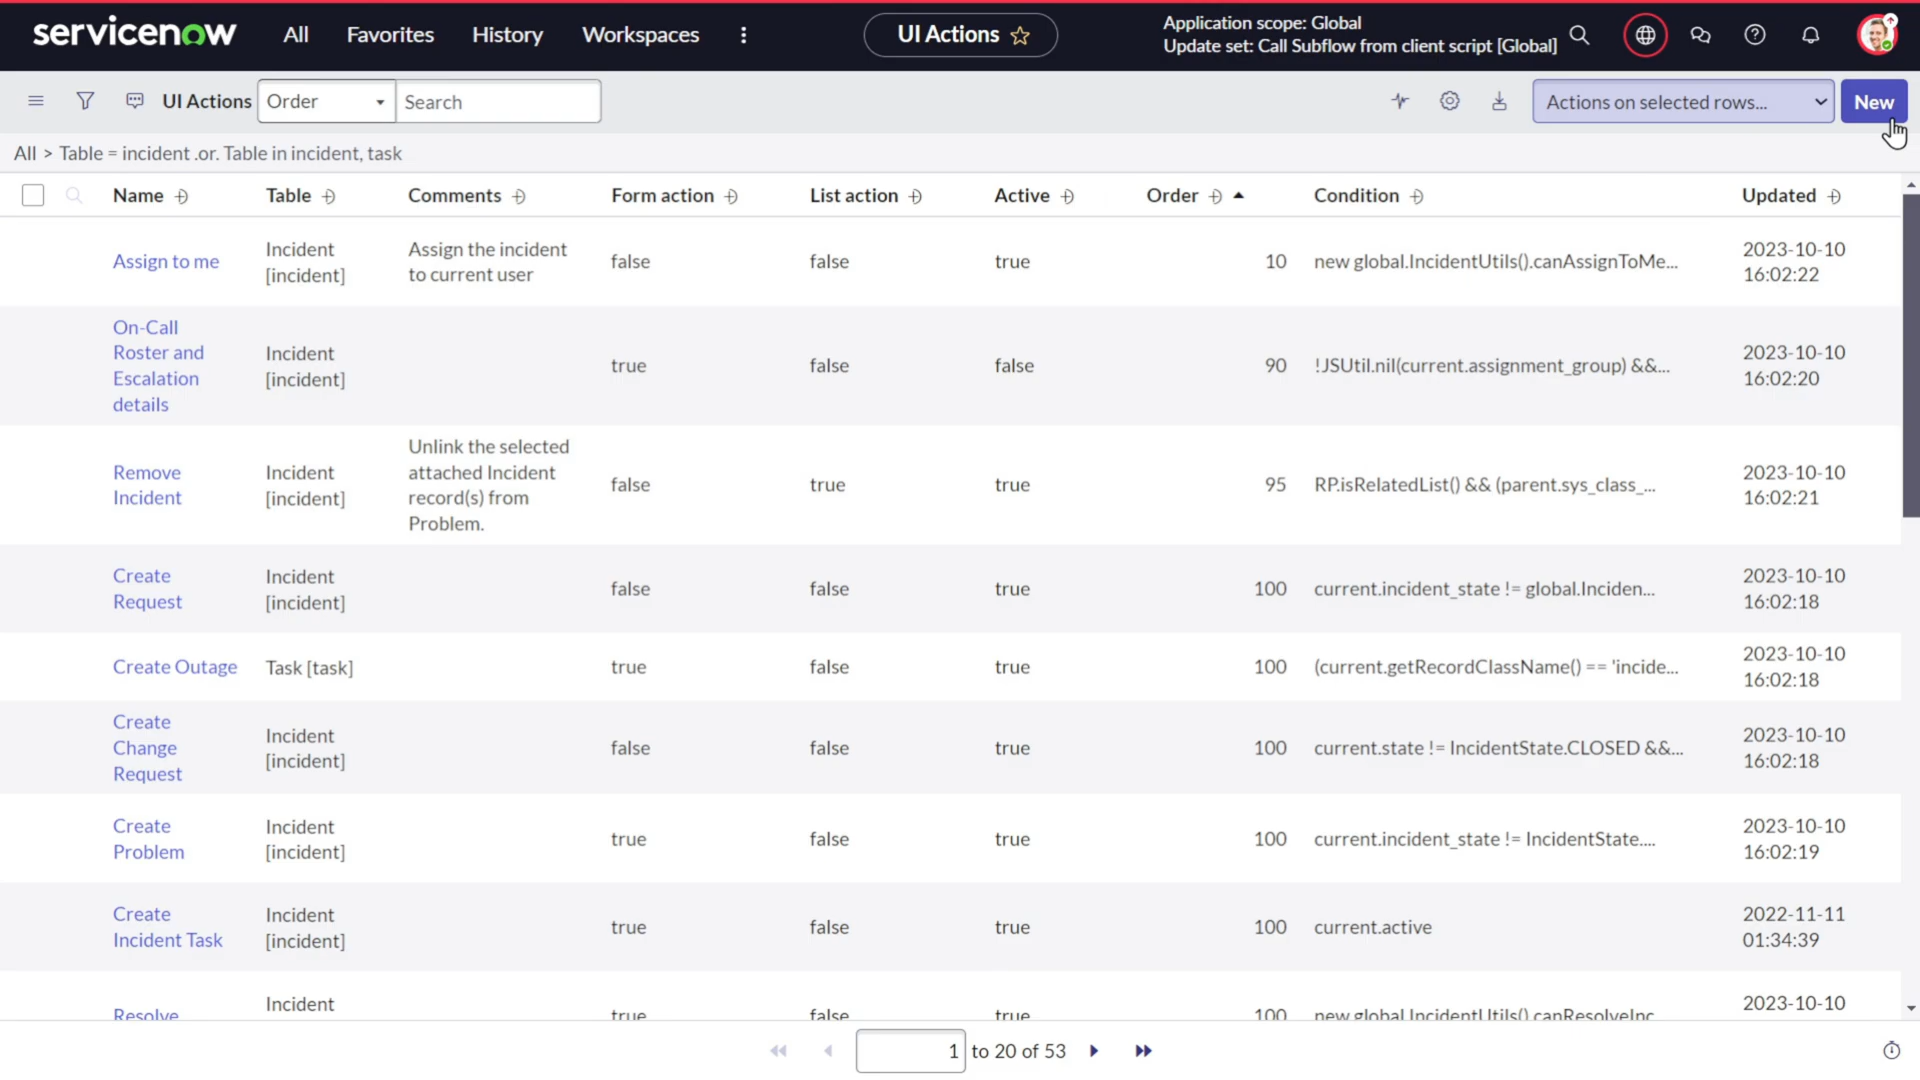 servicenow All Favorites History Workspaces UI Actions Application scope: Global
Update set: Call Subflow from client script [Global]
UI Actions Order Search Actions on selected rows... New
All > Table = incident .or. Table in incident, task
Name Table Comments Form action List action Active Order Condition Updated
Assign to me
Incident
[incident]
Assign the incident
to current user
false false true 10 new global.IncidentUtils().canAssignToMe...
2023-10-10
16:02:22
On-Call
Roster and
Escalation
details
Incident
[incident]
true false false 90 !JSUtil.nil(current.assignment_group) &&...
2023-10-10
16:02:20
Remove
Incident
Incident
[incident]
Unlink the selected
attached Incident
record(s) from
Problem.
false true true 95 RP.isRelatedList() && (parent.sys_class_...
2023-10-10
16:02:21
Create
Request
Incident
[incident]
false false true 100 current.incident_state != global.Inciden...
2023-10-10
16:02:18
Create Outage Task [task] true false true 100 (current.getRecordClassName() == 'incide...
2023-10-10
16:02:18
Create
Change
Request
Incident
[incident]
false false true 100 current.state != IncidentState.CLOSED &&...
2023-10-10
16:02:18
Create
Problem
Incident
[incident]
true false true 100 current.incident_state != IncidentState....
2023-10-10
16:02:19
Create
Incident Task
Incident
[incident]
true false true 100 current.active
2022-11-11
01:34:39
Resolve
Incident
true false true 100 new global.IncidentUtils().canResolveInc...
2023-10-10
1 to 20 of 53